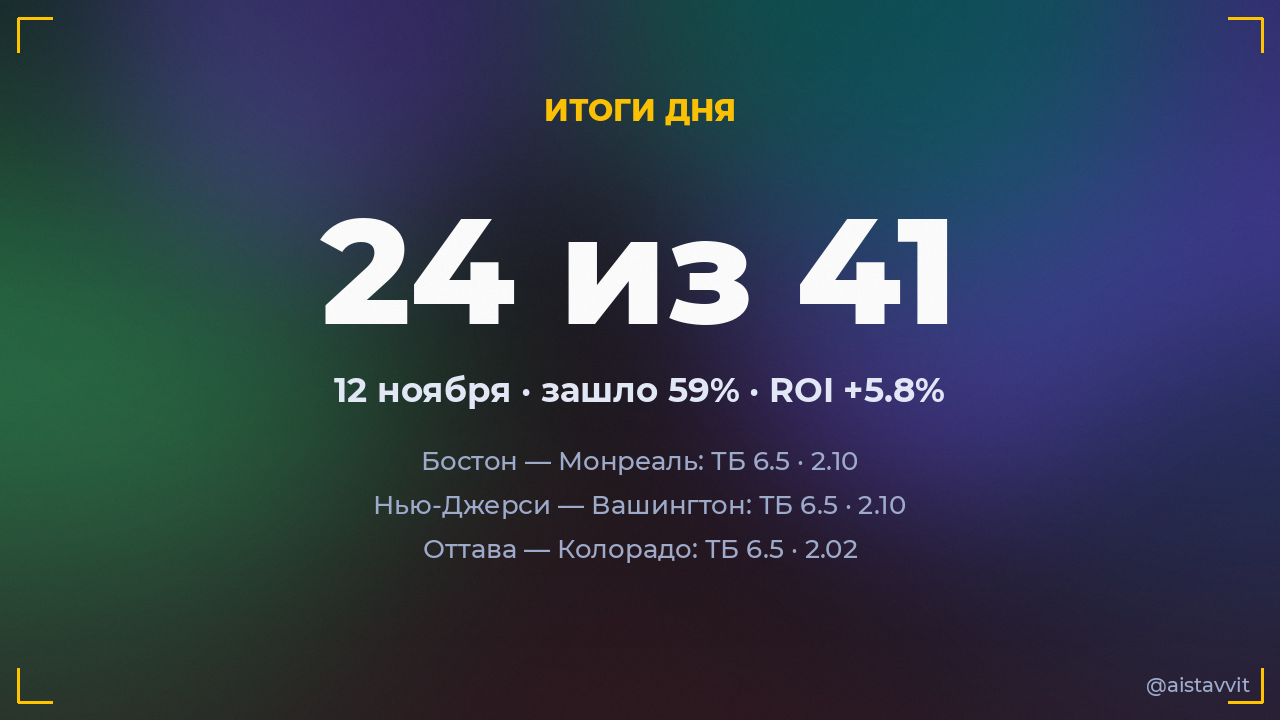 ИТОГИ ДНЯ
24 из 41
12 ноября · зашло 59% · ROI +5.8%
Бостон — Монреаль: ТБ 6.5 · 2.10
Нью-Джерси — Вашингтон: ТБ 6.5 · 2.10
Оттава — Колорадо: ТБ 6.5 · 2.02
@aistavvit